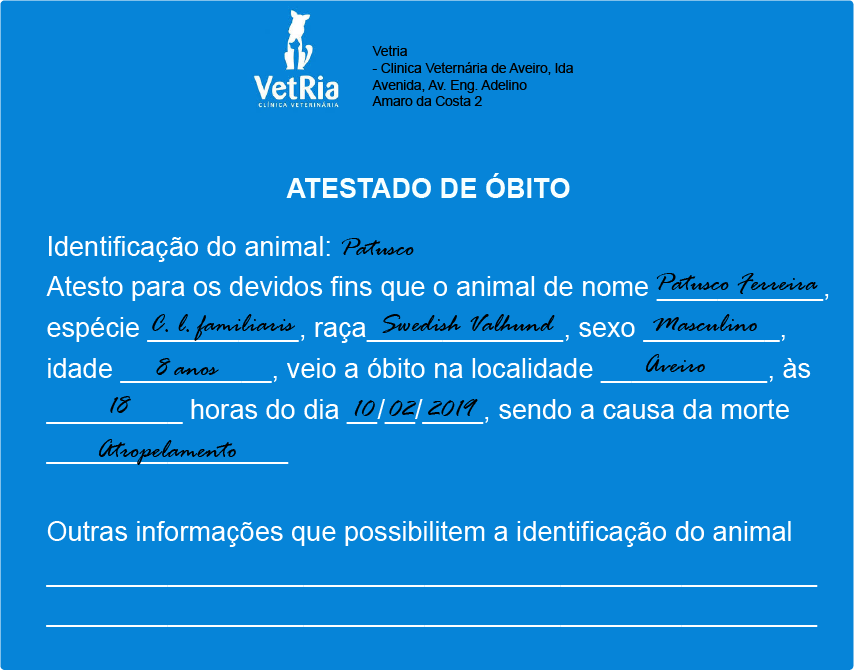 VetRia
CLÍNICA VETERINÁRIA
Vetria
- Clinica Veternária de Aveiro, lda
Avenida, Av. Eng. Adelino
Amaro da Costa 2
ATESTADO DE ÓBITO
Identificação do animal: Patusco
Atesto para os devidos fins que o animal de nome Patusco Ferreira,
espécie C. l. familiaris, raça Swedish Valhund, sexo Masculino,
idade 8 anos, veio a óbito na localidade Aveiro, às
18 horas do dia 10/02/2019, sendo a causa da morte
Atropelamento
Outras informações que possibilitem a identificação do animal